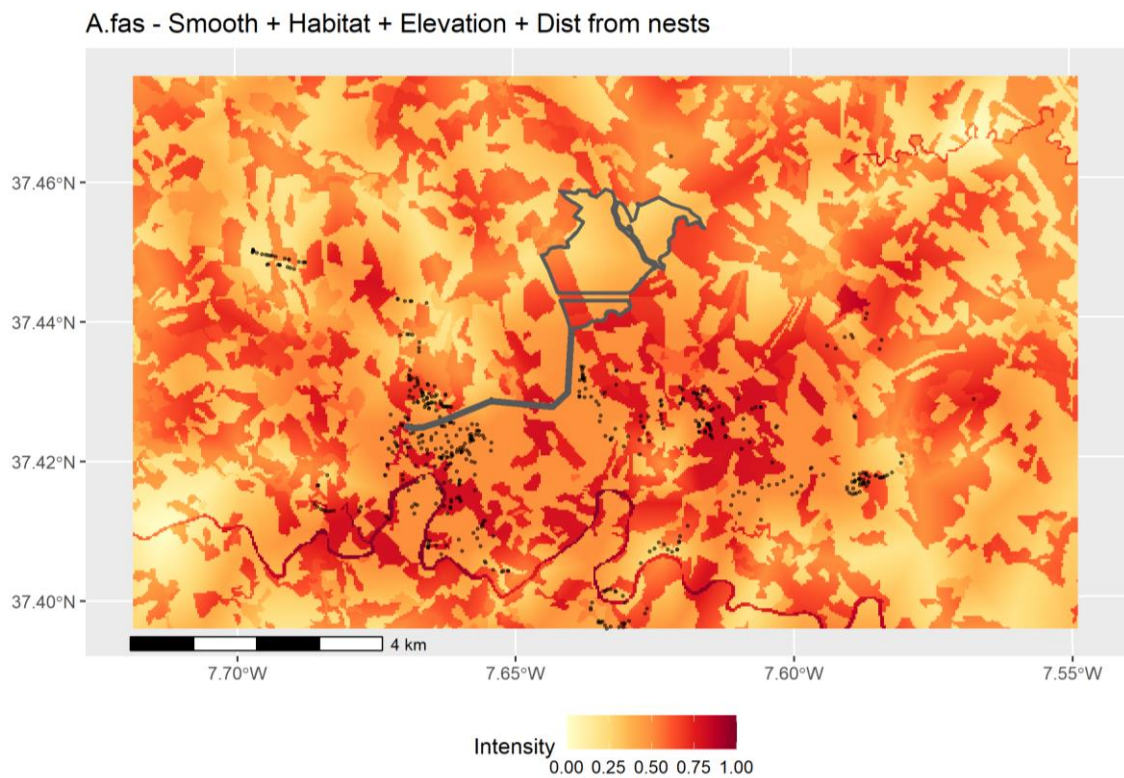 A.fas - Smooth + Habitat + Elevation + Dist from nests
37.46°N
37.44°N
37.42°N
37.40°N
4 km
7.70°W
7.65°W
7.60°W
7.55°W
Intensity
0.00 0.25 0.50 0.75 1.00